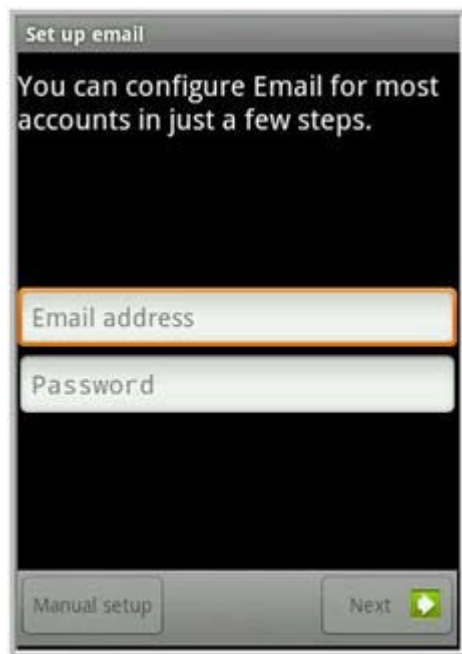 Set up email
You can configure Email for most
accounts in just a few steps.
Email address
Password
Manual setup
Next